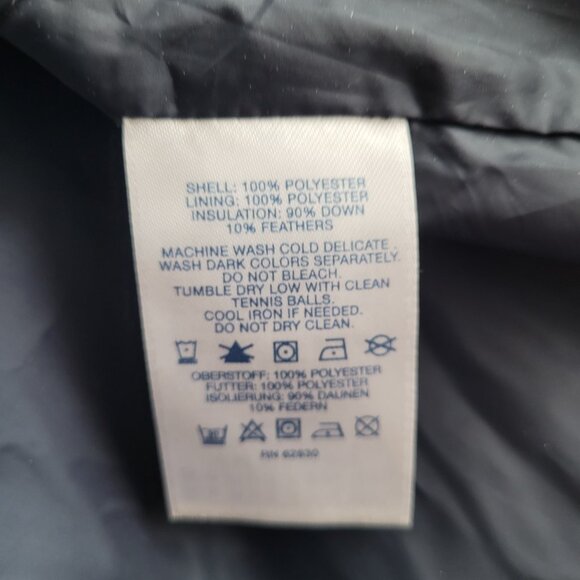 SHELL: 100% POLYESTER
LINING: 100% POLYESTER
INSULATION: 90% DOWN
10% FEATHERS
MACHINE WASH COLD DELICATE.
WASH DARK COLORS SEPARATELY.
DO NOT BLEACH.
TUMBLE DRY LOW WITH CLEAN
TENNIS BALLS.
COOL IRON IF NEEDED.
DO NOT DRY CLEAN.
OBERSTOFF: 100% POLYESTER
FUTTER: 100% POLYESTER
ISOLIERUNG: 90% DAUNEN
10% FEDERN
RN 62630